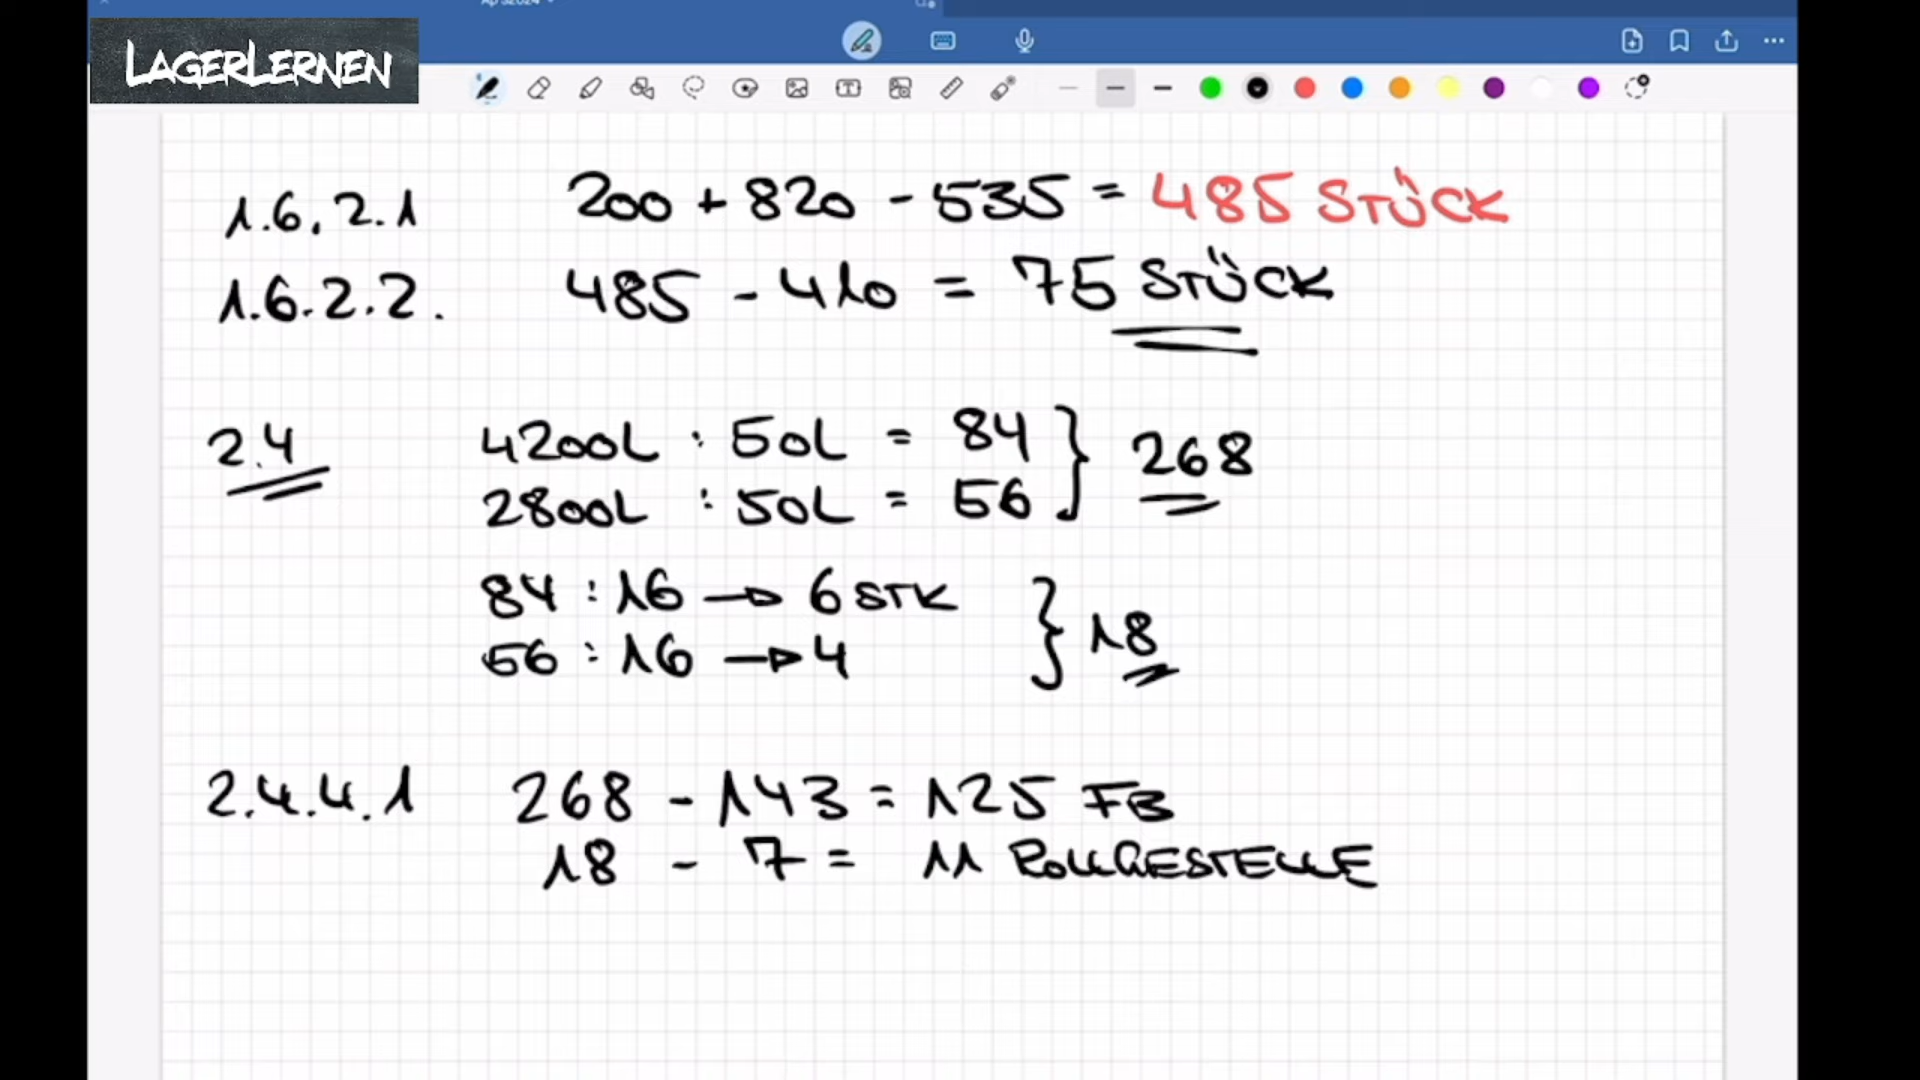 LAGERLERNEN
1.6.2.1 200 + 820 - 535 = 485 STÜCK
1.6.2.2. 485 - 410 = 75 STÜCK
2.4 4200L : 50L = 84 } 268
2800L : 50L = 56
84 : 16 → 6 STK } 18
56 : 16 → 4
2.4.4.1 268 - 143 = 125 FB
18 - 7 = 11 ROLLGESTELLE